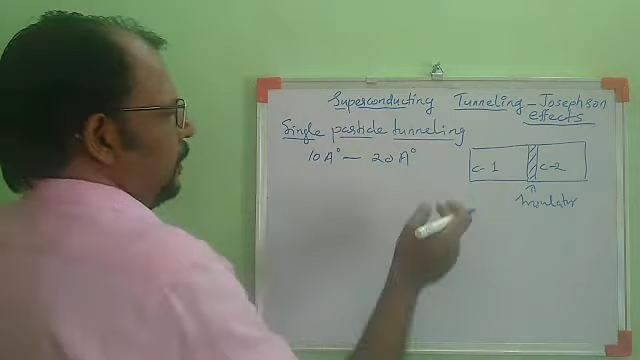 Superconducting Tunneling - Josephson
effects
Single particle tunneling
10 A° — 20 A°
C-1
C-2
Insulator